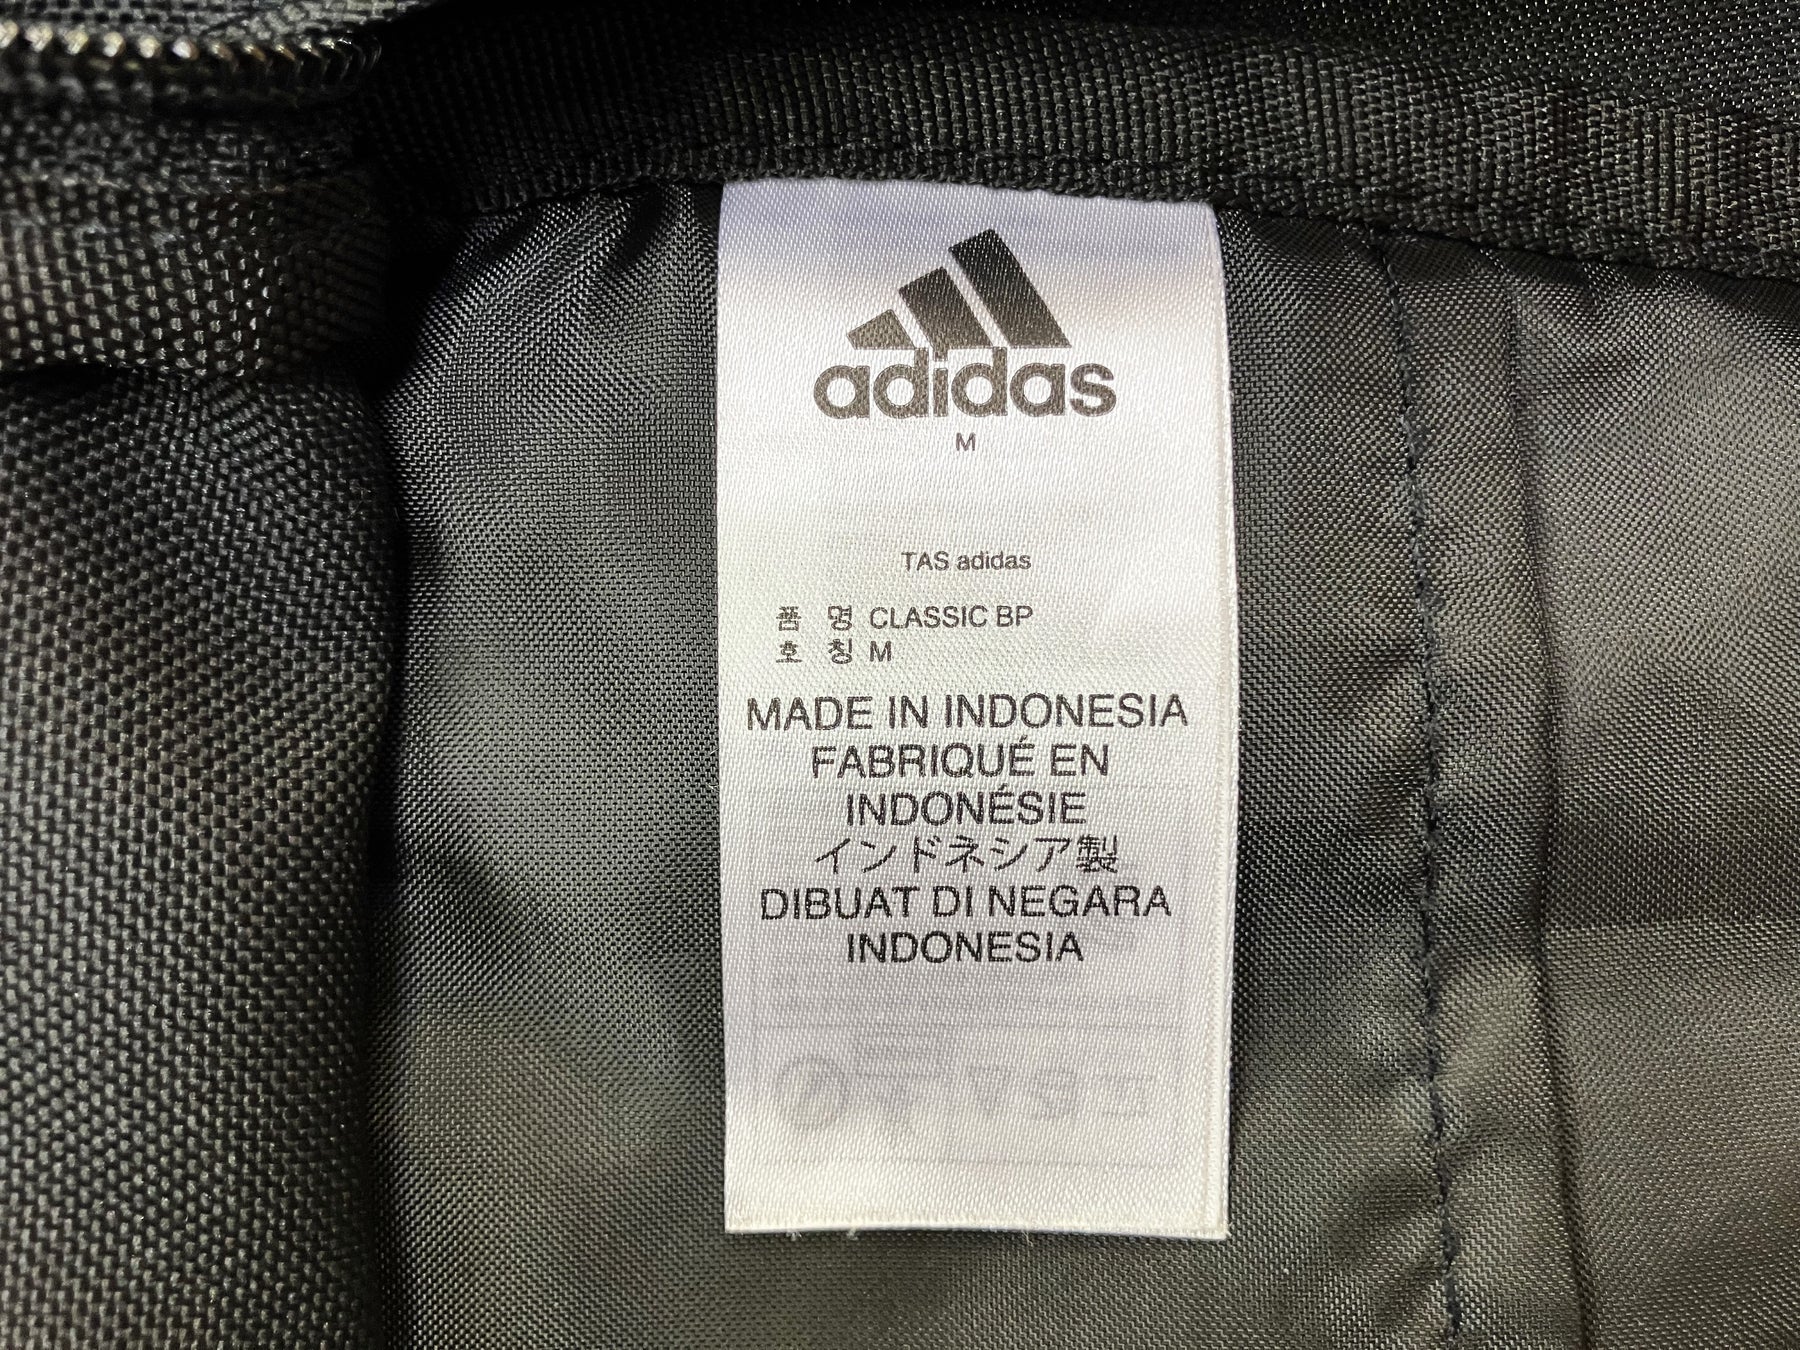 adidas
M
TAS adidas
품 명 CLASSIC BP
호 칭 M
MADE IN INDONESIA
FABRIQUÉ EN
INDONÉSIE
インドネシア製
DIBUAT DI NEGARA
INDONESIA